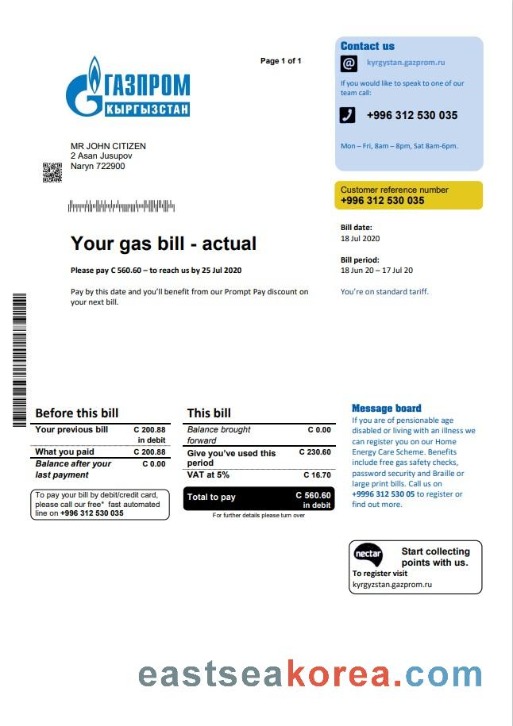 ГАЗПРОМ
КЫРГЫЗСТАН
MR JOHN CITIZEN
2 Asan Jusupov
Naryn 722900
Page 1 of 1
Contact us
@ kyrgystan.gazprom.ru
If you would like to speak to one of our
team call:
+996 312 530 035
Mon – Fri, 8am – 8pm, Sat 8am-6pm.
Customer reference number
+996 312 530 035
Your gas bill - actual
Please pay C 560.60 – to reach us by 25 Jul 2020
Pay by this date and you'll benefit from our Prompt Pay discount on
your next bill.
Bill date:
18 Jul 2020
Bill period:
18 Jun 20 – 17 Jul 20
You're on standard tariff.
Before this bill
Your previous bill C 200.88
in debit
What you paid C 200.88
Balance after your C 0.00
last payment
To pay your bill by debit/credit card,
please call our free* fast automated
line on +996 312 530 035
This bill
Balance brought C 0.00
forward
Give you've used this C 230.60
period
VAT at 5% C 16.70
Total to pay C 560.60
in debit
For further details please turn over
Message board
If you are of pensionable age
disabled or living with an illness we
can register you on our Home
Energy Care Scheme. Benefits
include free gas safety checks,
password security and Braille or
large print bills. Call us on
+9996 312 530 05 to register or
find out more.
nectar
Start collecting
points with us.
To register visit
kyrgyzstan.gazprom.ru
eastseakorea.com